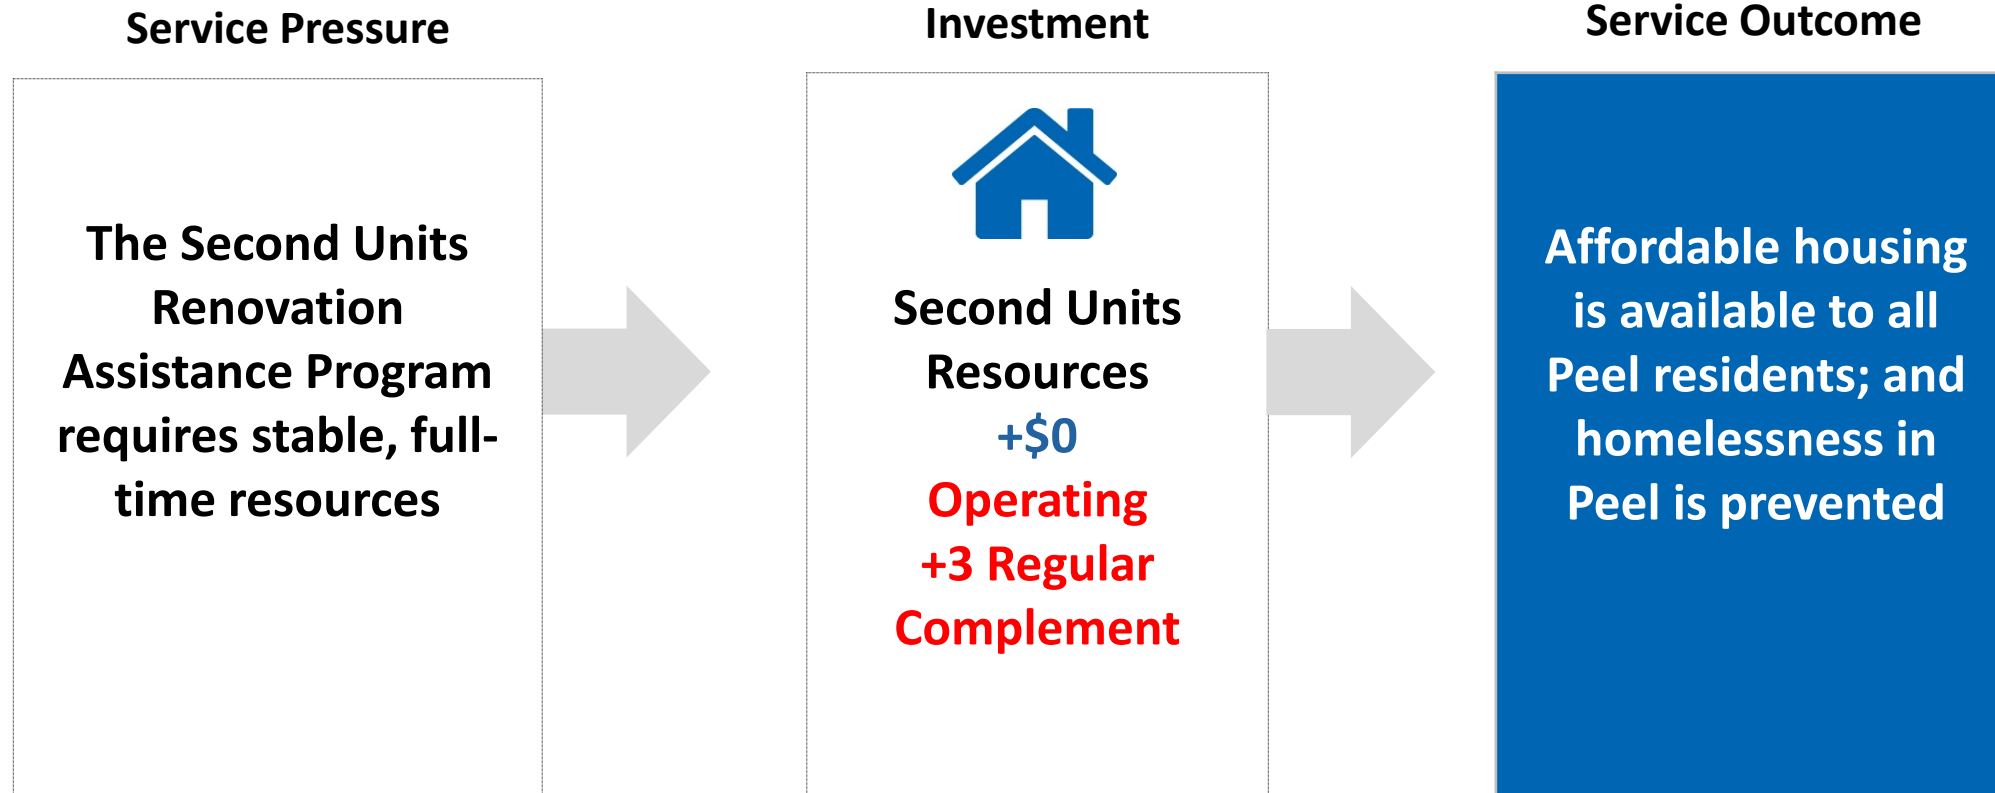 Service Pressure
The Second Units
Renovation
Assistance Program
requires stable, full-
time resources
Investment
Second Units
Resources
+$0
Operating
+3 Regular
Complement
Service Outcome
Affordable housing
is available to all
Peel residents; and
homelessness in
Peel is prevented